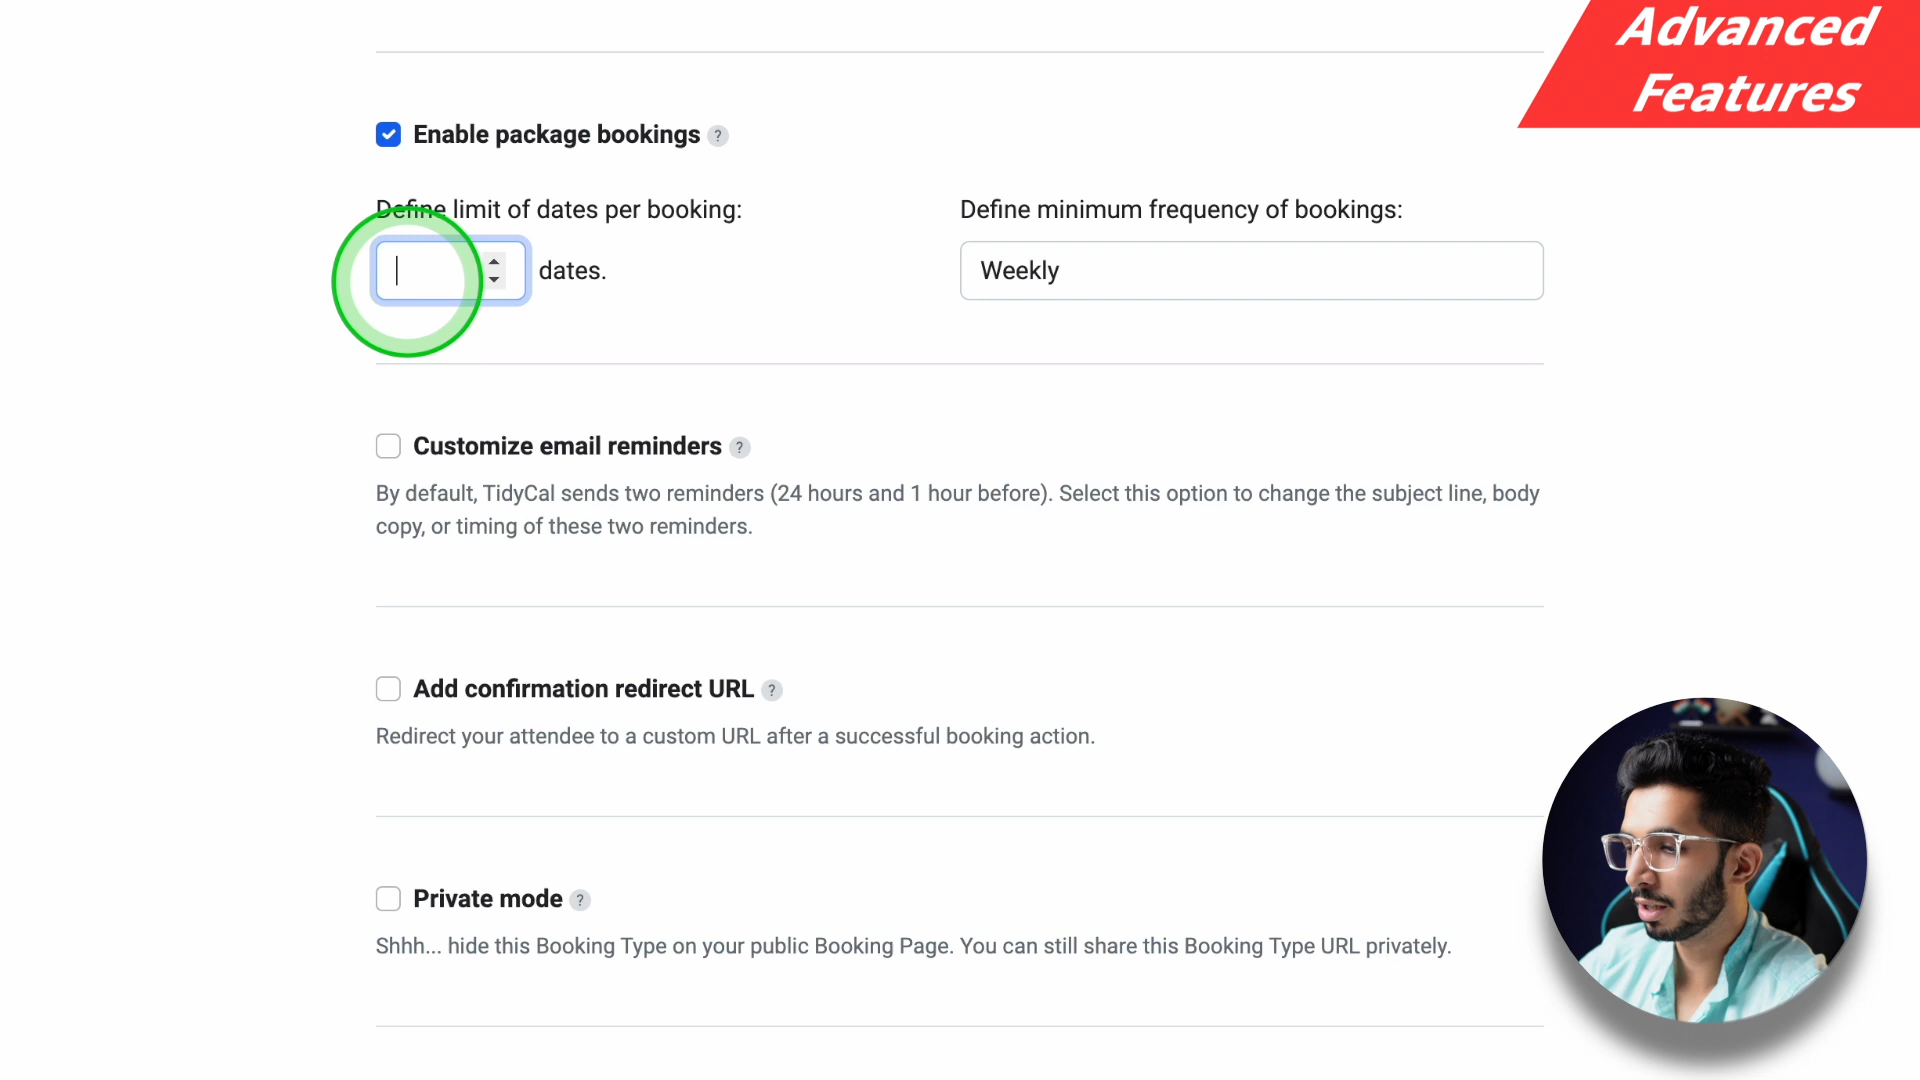 Advanced
Features
Enable package bookings ?
Define limit of dates per booking:
dates.
Define minimum frequency of bookings:
Weekly
Customize email reminders ?
By default, TidyCal sends two reminders (24 hours and 1 hour before). Select this option to change the subject line, body
copy, or timing of these two reminders.
Add confirmation redirect URL ?
Redirect your attendee to a custom URL after a successful booking action.
Private mode ?
Shhh... hide this Booking Type on your public Booking Page. You can still share this Booking Type URL privately.